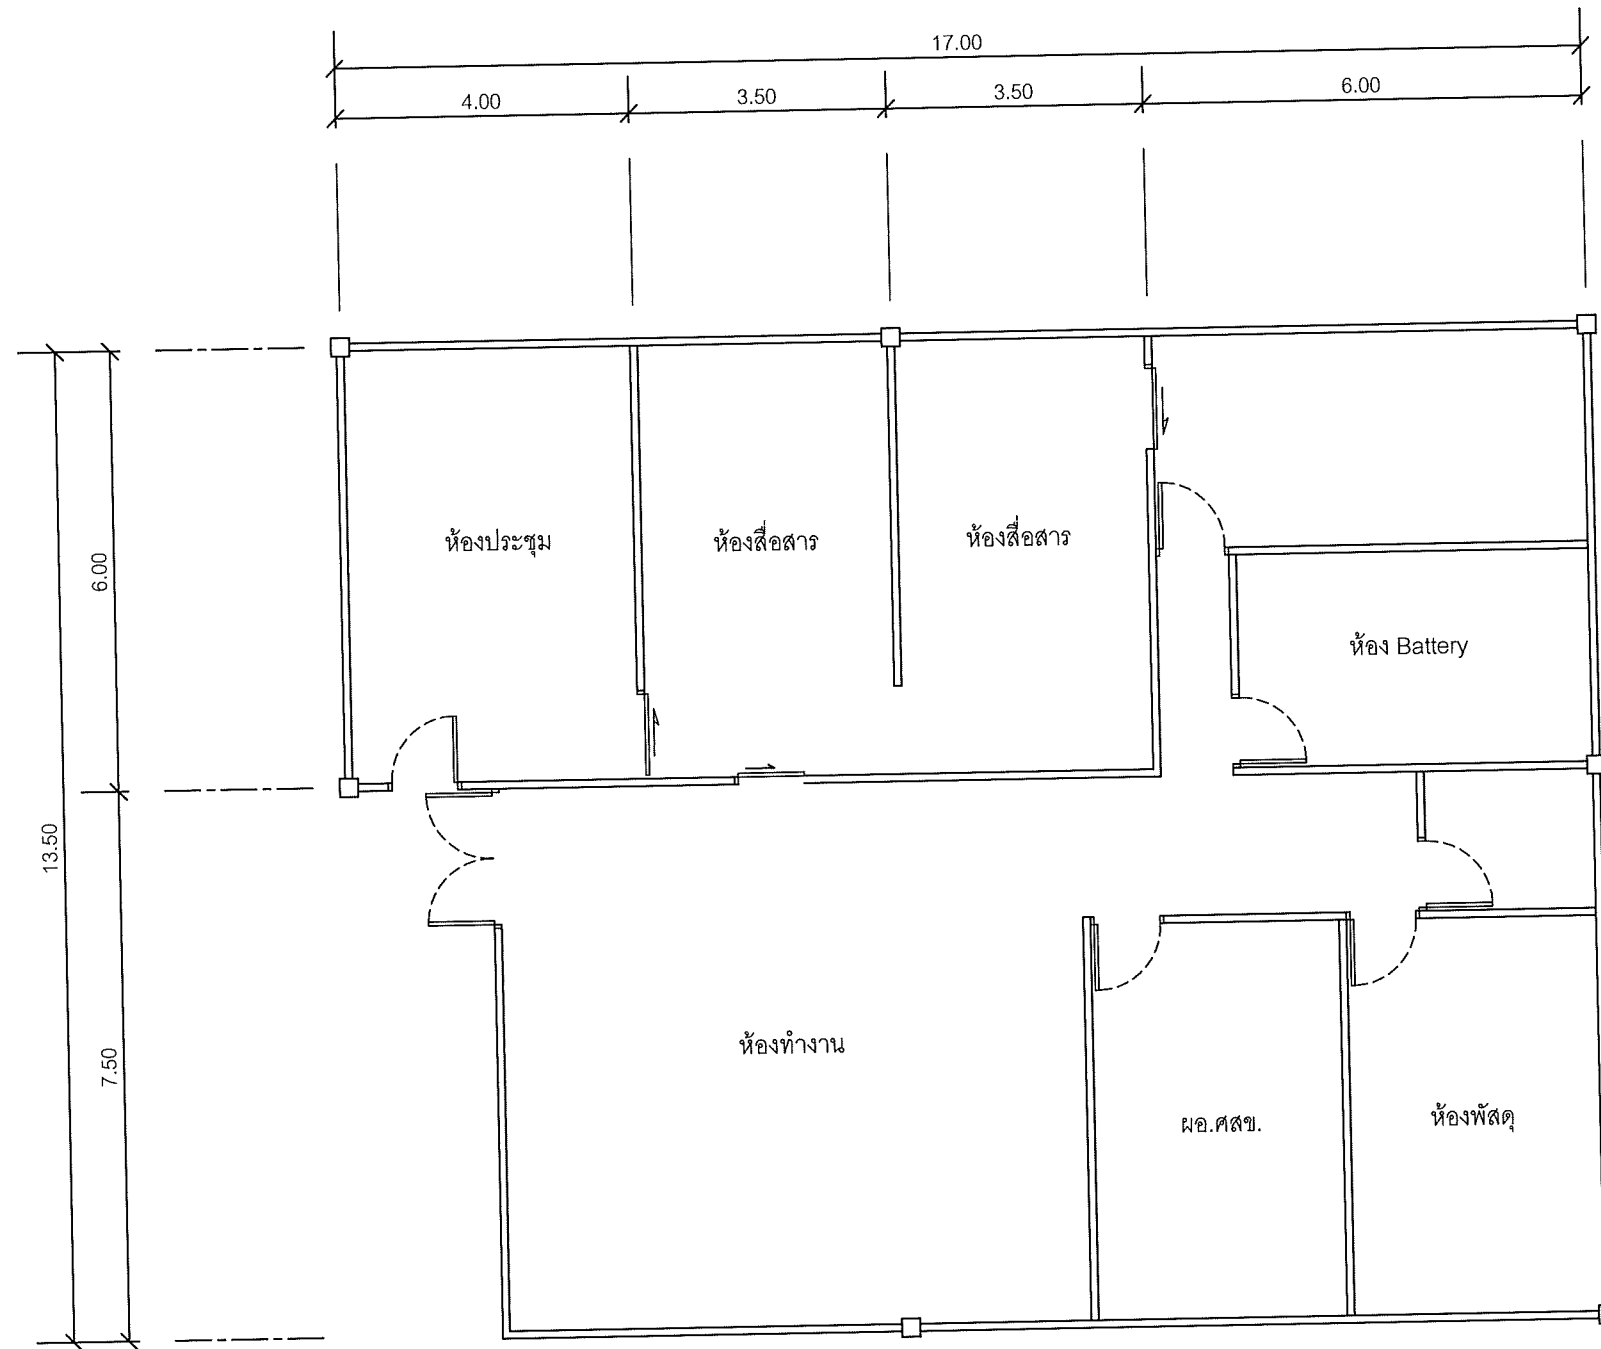 17.00
4.00
3.50
3.50
6.00
ห้องประชุม
ห้องสื่อสาร
ห้องสื่อสาร
6.00
ห้อง Battery
13.50
7.50
ห้องทำงาน
ผอ.ศสข.
ห้องพัสดุ